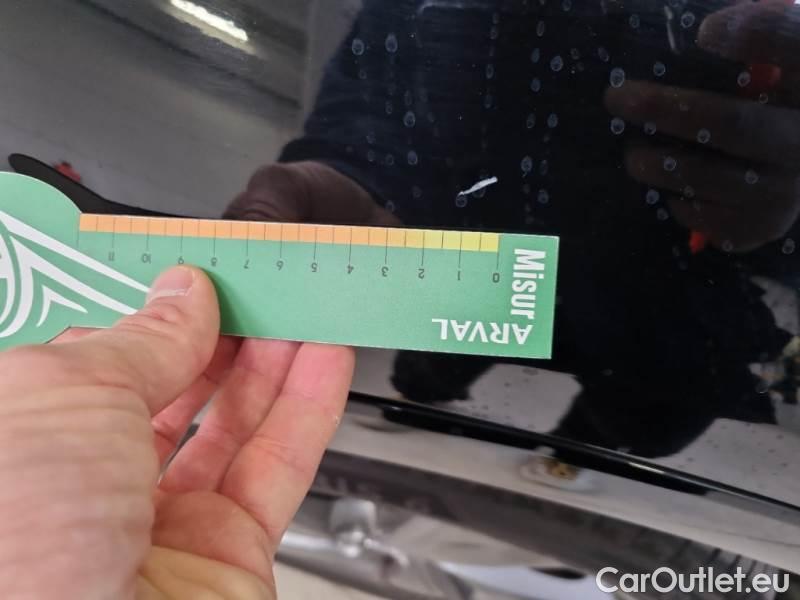 11 10 9 8 7 6 5 4 3 2 1 0
Misur
ARVAL
CarOutlet.eu